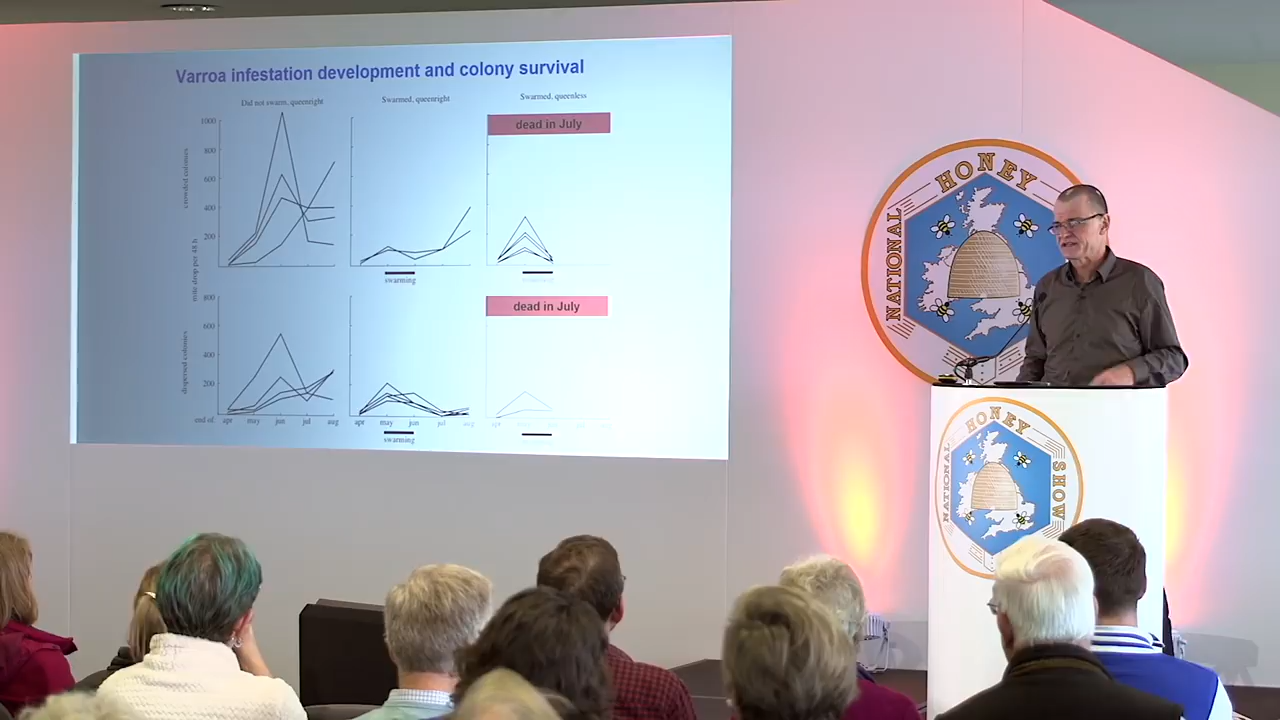 Varroa infestation development and colony survival
Did not swarm, queenright
Swarmed, queenright
Swarmed, queenless
dead in July
1000
800
600
400
200
crowded colonies
mite drop per 48 h
swarming
dead in July
800
600
400
200
dispersed colonies
end of:
apr may jun jul aug
apr may jun jul aug
swarming
NATIONAL HONEY
NATIONAL HONEY SHOW